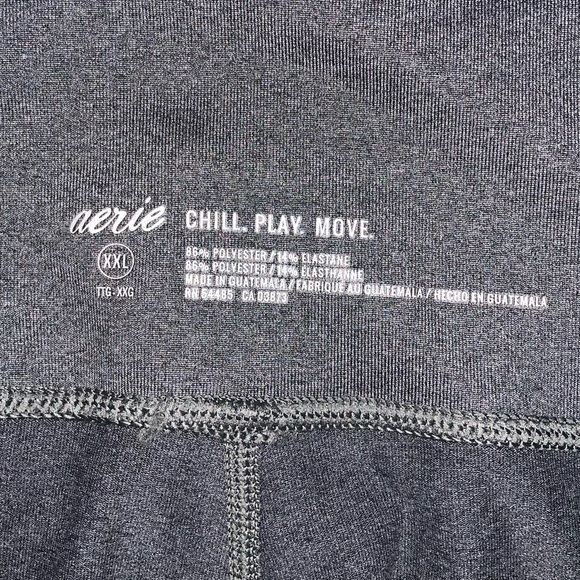 aerie CHILL. PLAY. MOVE.
XXL
TTG-XXG
86% POLYESTER / 14% ELASTANE
86% POLYESTER / 14% ELASTHANNE
MADE IN GUATEMALA / FABRIQUÉ AU GUATEMALA / HECHO EN GUATEMALA
RN 54485 CA 03873